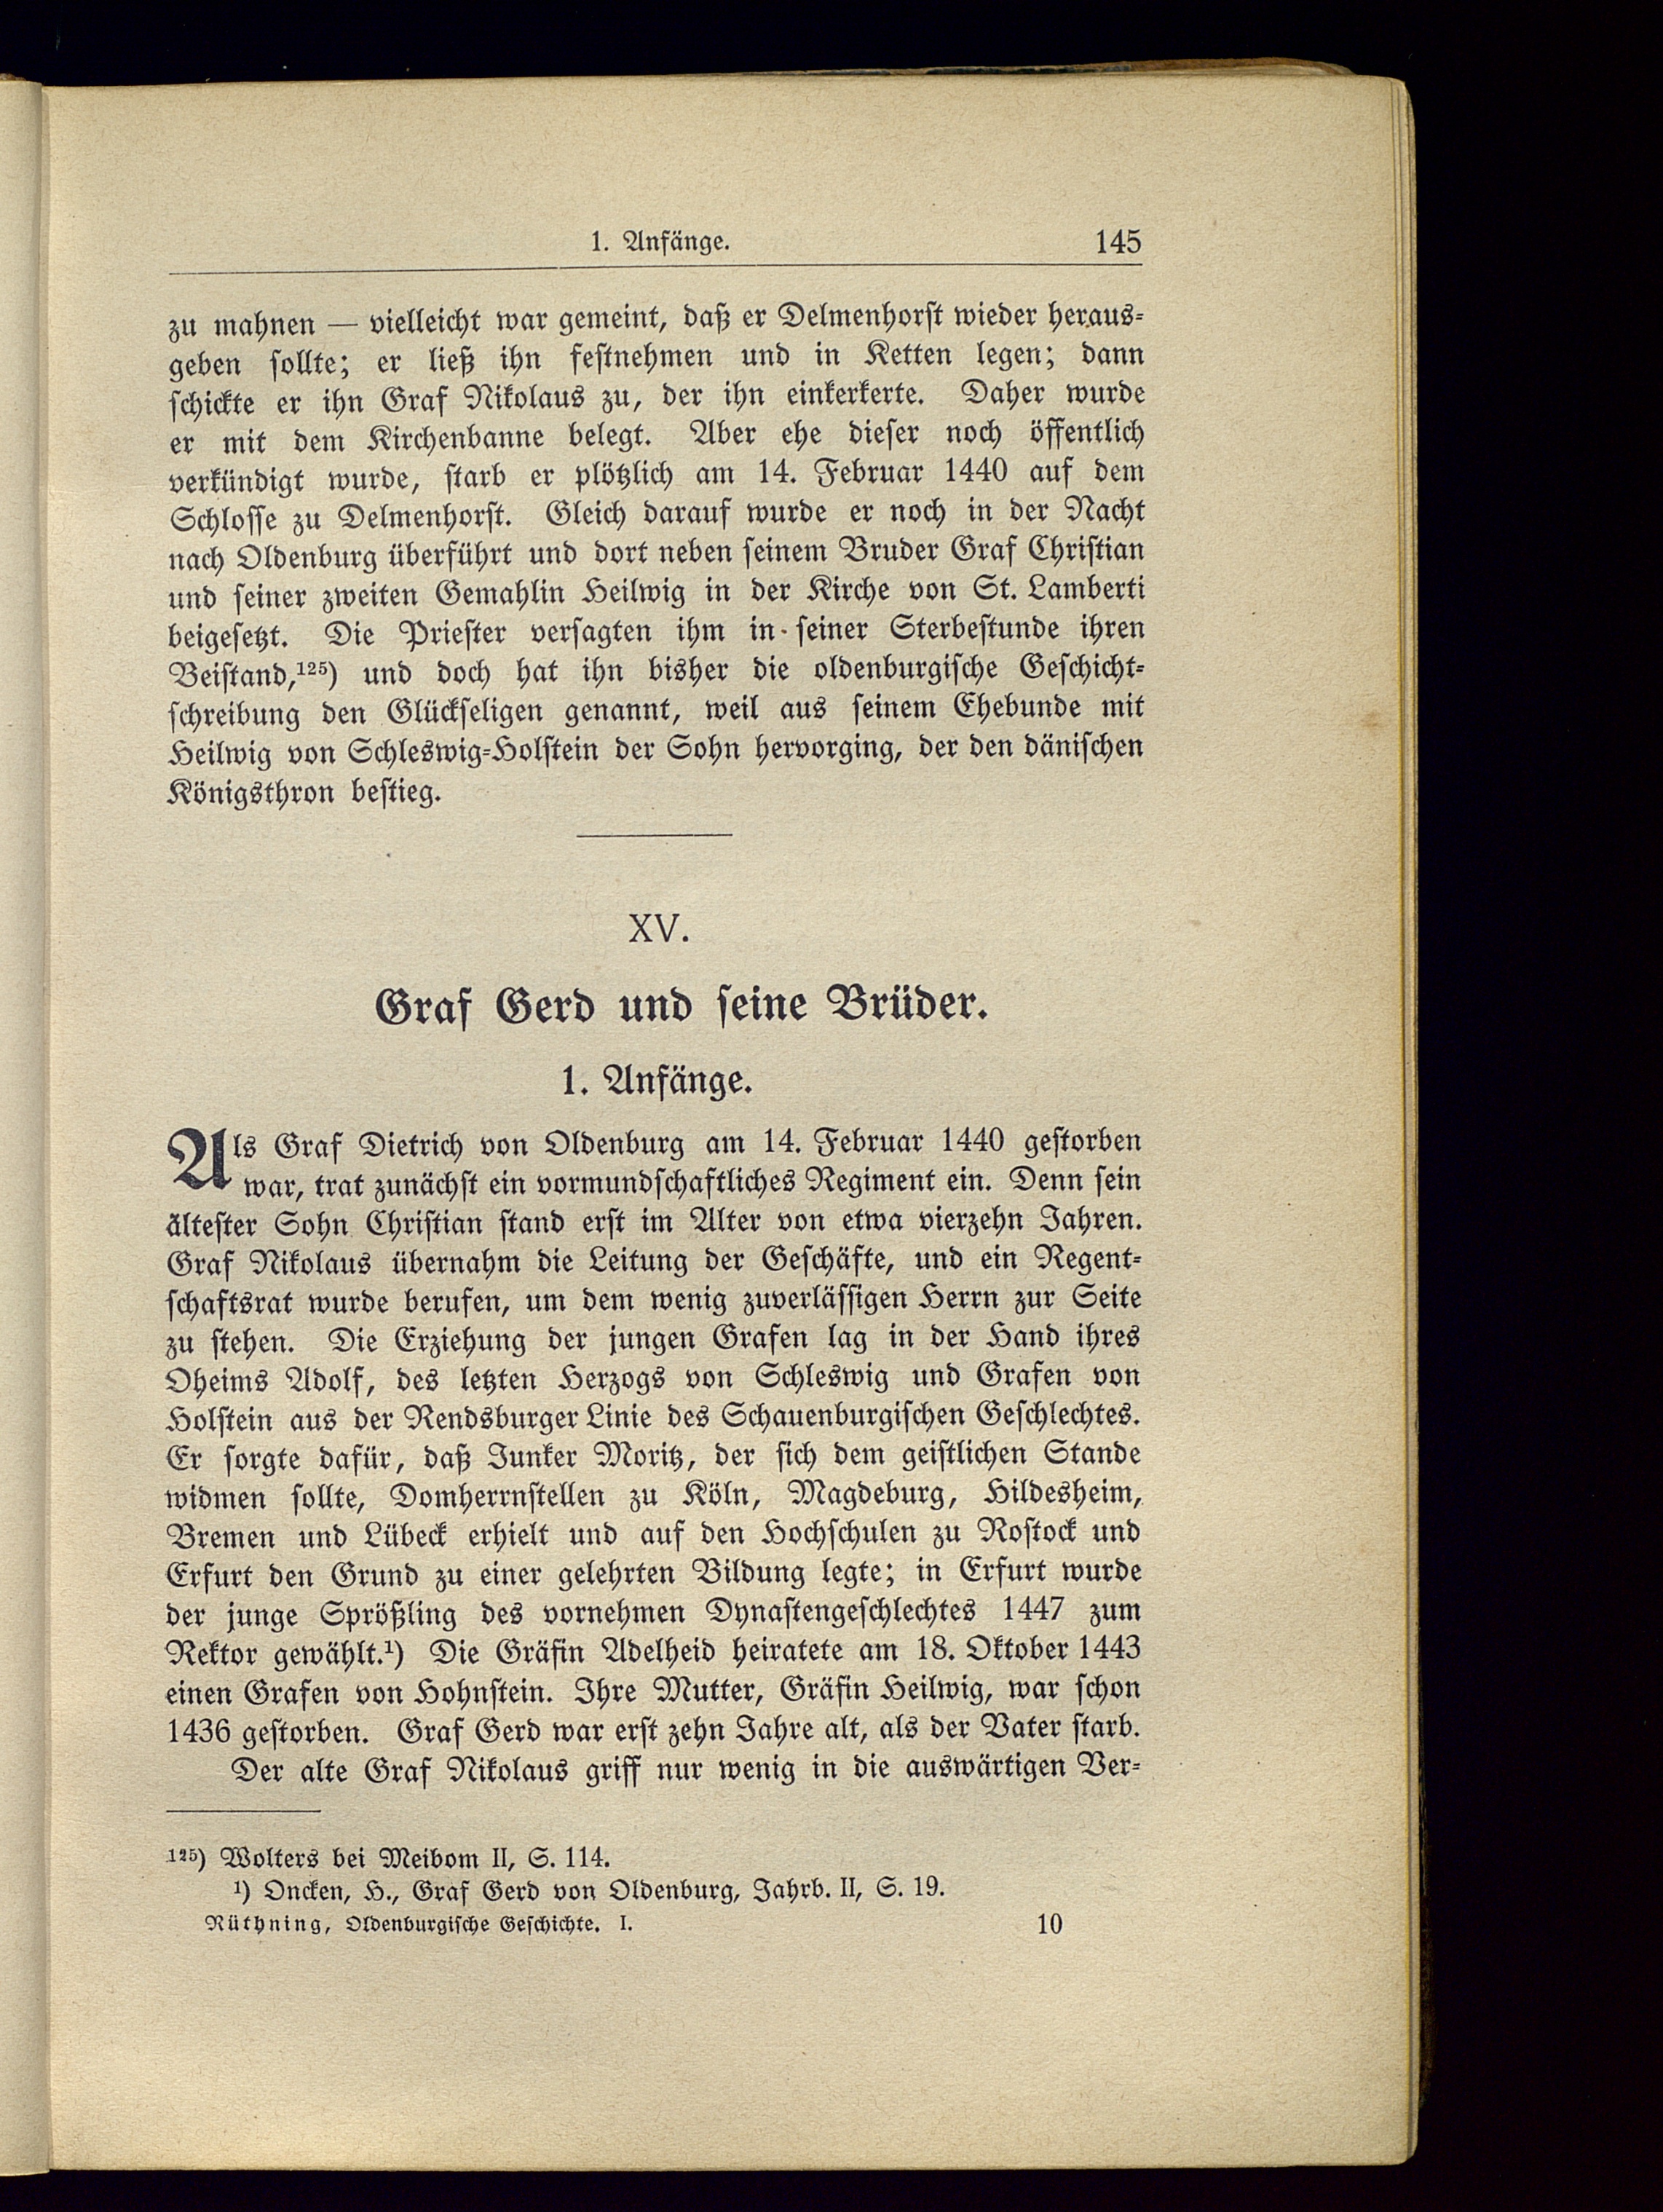 1. Anfänge. 145
zu mahnen — vielleicht war gemeint, daß er Delmenhorst wieder heraus-
geben sollte; er ließ ihn festnehmen und in Ketten legen; dann
schickte er ihn Graf Nikolaus zu, der ihn einkerkerte. Daher wurde
er mit dem Kirchenbanne belegt. Aber ehe dieser noch öffentlich
verkündigt wurde, starb er plötzlich am 14. Februar 1440 auf dem
Schlosse zu Delmenhorst. Gleich darauf wurde er noch in der Nacht
nach Oldenburg überführt und dort neben seinem Bruder Graf Christian
und seiner zweiten Gemahlin Heilwig in der Kirche von St. Lamberti
beigesetzt. Die Priester versagten ihm in seiner Sterbestunde ihren
Beistand,¹²⁵) und doch hat ihn bisher die oldenburgische Geschicht-
schreibung den Glückseligen genannt, weil aus seinem Ehebunde mit
Heilwig von Schleswig-Holstein der Sohn hervorging, der den dänischen
Königsthron bestieg.
XV.
Graf Gerd und seine Brüder.
1. Anfänge.
Als Graf Dietrich von Oldenburg am 14. Februar 1440 gestorben
war, trat zunächst ein vormundschaftliches Regiment ein. Denn sein
ältester Sohn Christian stand erst im Alter von etwa vierzehn Jahren.
Graf Nikolaus übernahm die Leitung der Geschäfte, und ein Regent-
schaftsrat wurde berufen, um dem wenig zuverlässigen Herrn zur Seite
zu stehen. Die Erziehung der jungen Grafen lag in der Hand ihres
Oheims Adolf, des letzten Herzogs von Schleswig und Grafen von
Holstein aus der Rendsburger Linie des Schauenburgischen Geschlechtes.
Er sorgte dafür, daß Junker Moritz, der sich dem geistlichen Stande
widmen sollte, Domherrnstellen zu Köln, Magdeburg, Hildesheim,
Bremen und Lübeck erhielt und auf den Hochschulen zu Rostock und
Erfurt den Grund zu einer gelehrten Bildung legte; in Erfurt wurde
der junge Sprößling des vornehmen Dynastengeschlechtes 1447 zum
Rektor gewählt.¹) Die Gräfin Adelheid heiratete am 18. Oktober 1443
einen Grafen von Hohnstein. Ihre Mutter, Gräfin Heilwig, war schon
1436 gestorben. Graf Gerd war erst zehn Jahre alt, als der Vater starb.
Der alte Graf Nikolaus griff nur wenig in die auswärtigen Ver-
¹²⁵) Wolters bei Meibom II, S. 114.
¹) Oncken, H., Graf Gerd von Oldenburg, Jahrb. II, S. 19.
Rüthning, Oldenburgische Geschichte. I. 10